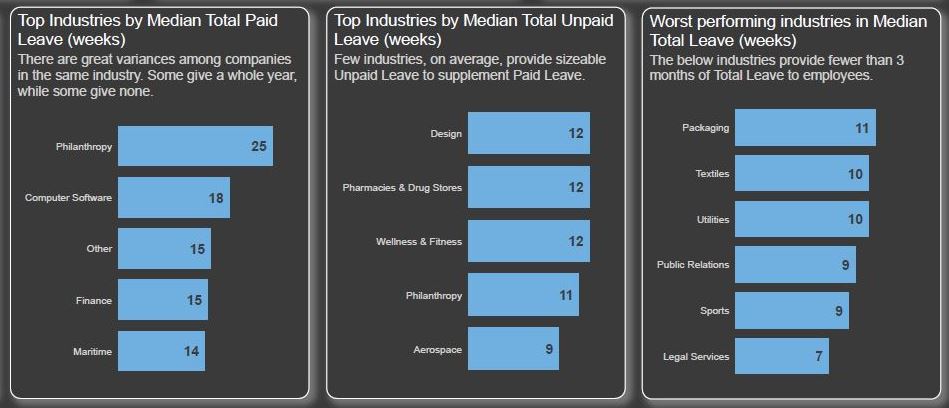 Top Industries by Median Total Paid
Leave (weeks)
There are great variances among companies
in the same industry. Some give a whole year,
while some give none.
Philanthropy 25
Computer Software 18
Other 15
Finance 15
Maritime 14
Top Industries by Median Total Unpaid
Leave (weeks)
Few industries, on average, provide sizeable
Unpaid Leave to supplement Paid Leave.
Design 12
Pharmacies & Drug Stores 12
Wellness & Fitness 12
Philanthropy 11
Aerospace 9
Worst performing industries in Median
Total Leave (weeks)
The below industries provide fewer than 3
months of Total Leave to employees.
Packaging 11
Textiles 10
Utilities 10
Public Relations 9
Sports 9
Legal Services 7